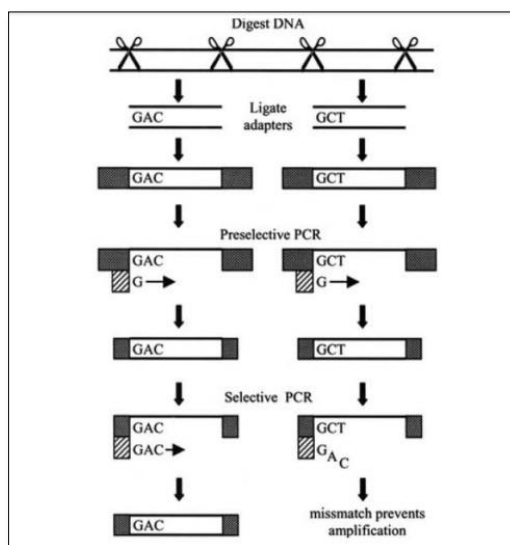 Digest DNA
GAC
Ligate
adapters
GCT
GAC
GCT
Preselective PCR
GAC
GCT
G
G
GAC
GCT
Selective PCR
GAC
GCT
GAC
GAC
GAC
missmatch prevents
amplification